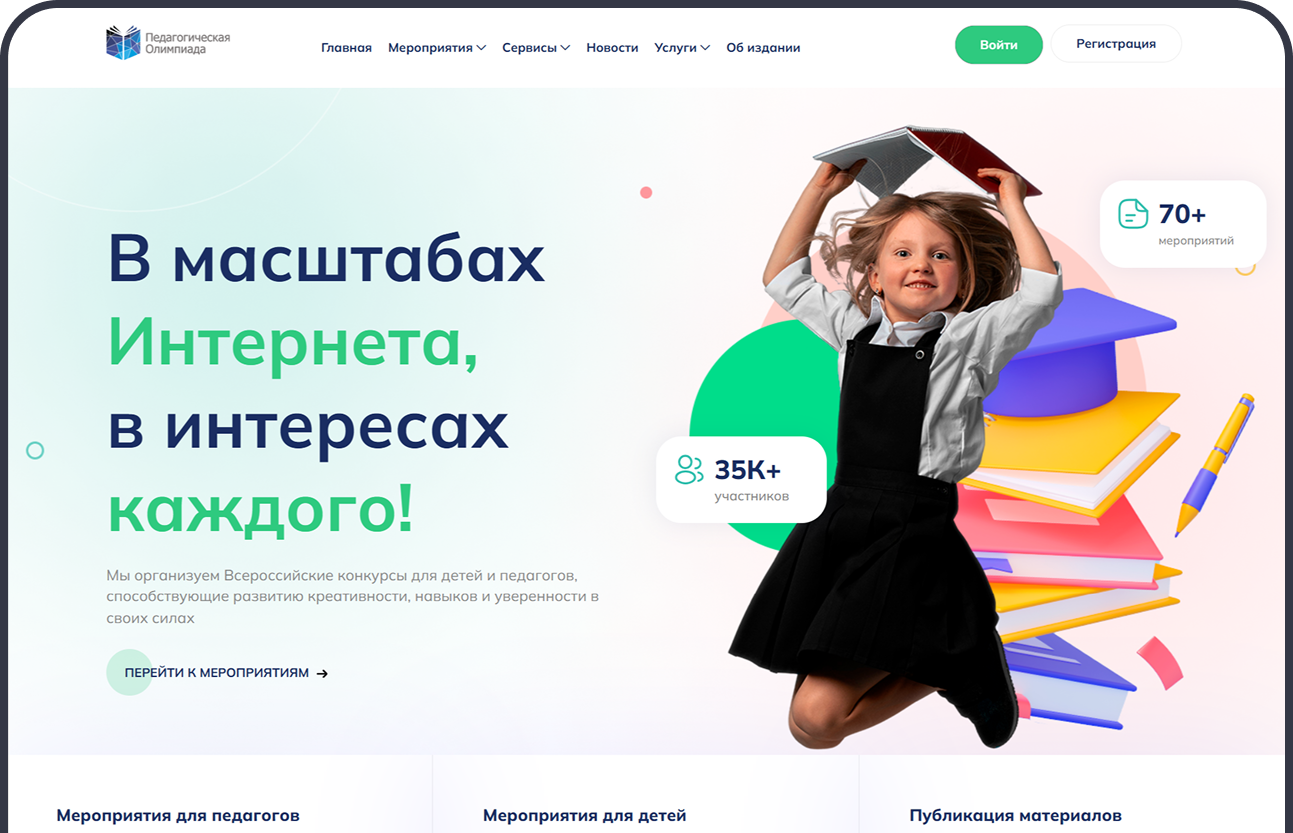 Педагогическая
Олимпиада
Главная Мероприятия Сервисы Новости Услуги Об издании
Войти
Регистрация
В масштабах
Интернета,
в интересах
каждого!
Мы организуем Всероссийские конкурсы для детей и педагогов,
способствующие развитию креативности, навыков и уверенности в
своих силах
ПЕРЕЙТИ К МЕРОПРИЯТИЯМ →
70+
мероприятий
35K+
участников
Мероприятия для педагогов
Мероприятия для детей
Публикация материалов